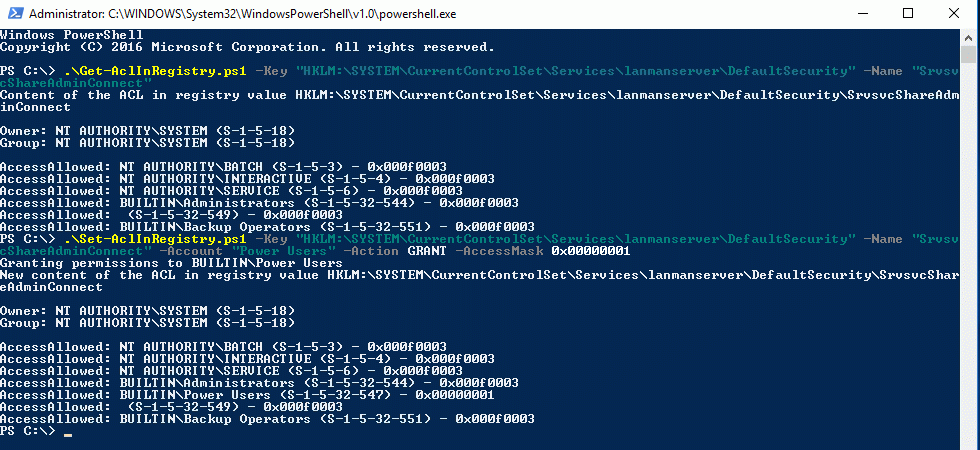 Administrator: C:\WINDOWS\System32\WindowsPowerShell\v1.0\powershell.exe
Windows PowerShell
Copyright (C) 2016 Microsoft Corporation. All rights reserved.
PS C:\> .\Get-AclInRegistry.ps1 -Key "HKLM:\SYSTEM\CurrentControlSet\Services\lanmanserver\DefaultSecurity" -Name "Srvsv
cShareAdminConnect"
Content of the ACL in registry value HKLM:\SYSTEM\CurrentControlSet\Services\lanmanserver\DefaultSecurity\SrvsvcShareAdm
inConnect
Owner: NT AUTHORITY\SYSTEM (S-1-5-18)
Group: NT AUTHORITY\SYSTEM (S-1-5-18)
AccessAllowed: NT AUTHORITY\BATCH (S-1-5-3) - 0x000f0003
AccessAllowed: NT AUTHORITY\INTERACTIVE (S-1-5-4) - 0x000f0003
AccessAllowed: NT AUTHORITY\SERVICE (S-1-5-6) - 0x000f0003
AccessAllowed: BUILTIN\Administrators (S-1-5-32-544) - 0x000f0003
AccessAllowed:  (S-1-5-32-549) - 0x000f0003
AccessAllowed: BUILTIN\Backup Operators (S-1-5-32-551) - 0x000f0003
PS C:\> .\Set-AclInRegistry.ps1 -Key "HKLM:\SYSTEM\CurrentControlSet\Services\lanmanserver\DefaultSecurity" -Name "Srvsv
cShareAdminConnect" -Account "Power Users" -Action GRANT -AccessMask 0x00000001
Granting permissions to BUILTIN\Power Users
New content of the ACL in registry value HKLM:\SYSTEM\CurrentControlSet\Services\lanmanserver\DefaultSecurity\SrvsvcShar
eAdminConnect
Owner: NT AUTHORITY\SYSTEM (S-1-5-18)
Group: NT AUTHORITY\SYSTEM (S-1-5-18)
AccessAllowed: NT AUTHORITY\BATCH (S-1-5-3) - 0x000f0003
AccessAllowed: NT AUTHORITY\INTERACTIVE (S-1-5-4) - 0x000f0003
AccessAllowed: NT AUTHORITY\SERVICE (S-1-5-6) - 0x000f0003
AccessAllowed: BUILTIN\Administrators (S-1-5-32-544) - 0x000f0003
AccessAllowed: BUILTIN\Power Users (S-1-5-32-547) - 0x00000001
AccessAllowed:  (S-1-5-32-549) - 0x000f0003
AccessAllowed: BUILTIN\Backup Operators (S-1-5-32-551) - 0x000f0003
PS C:\> _